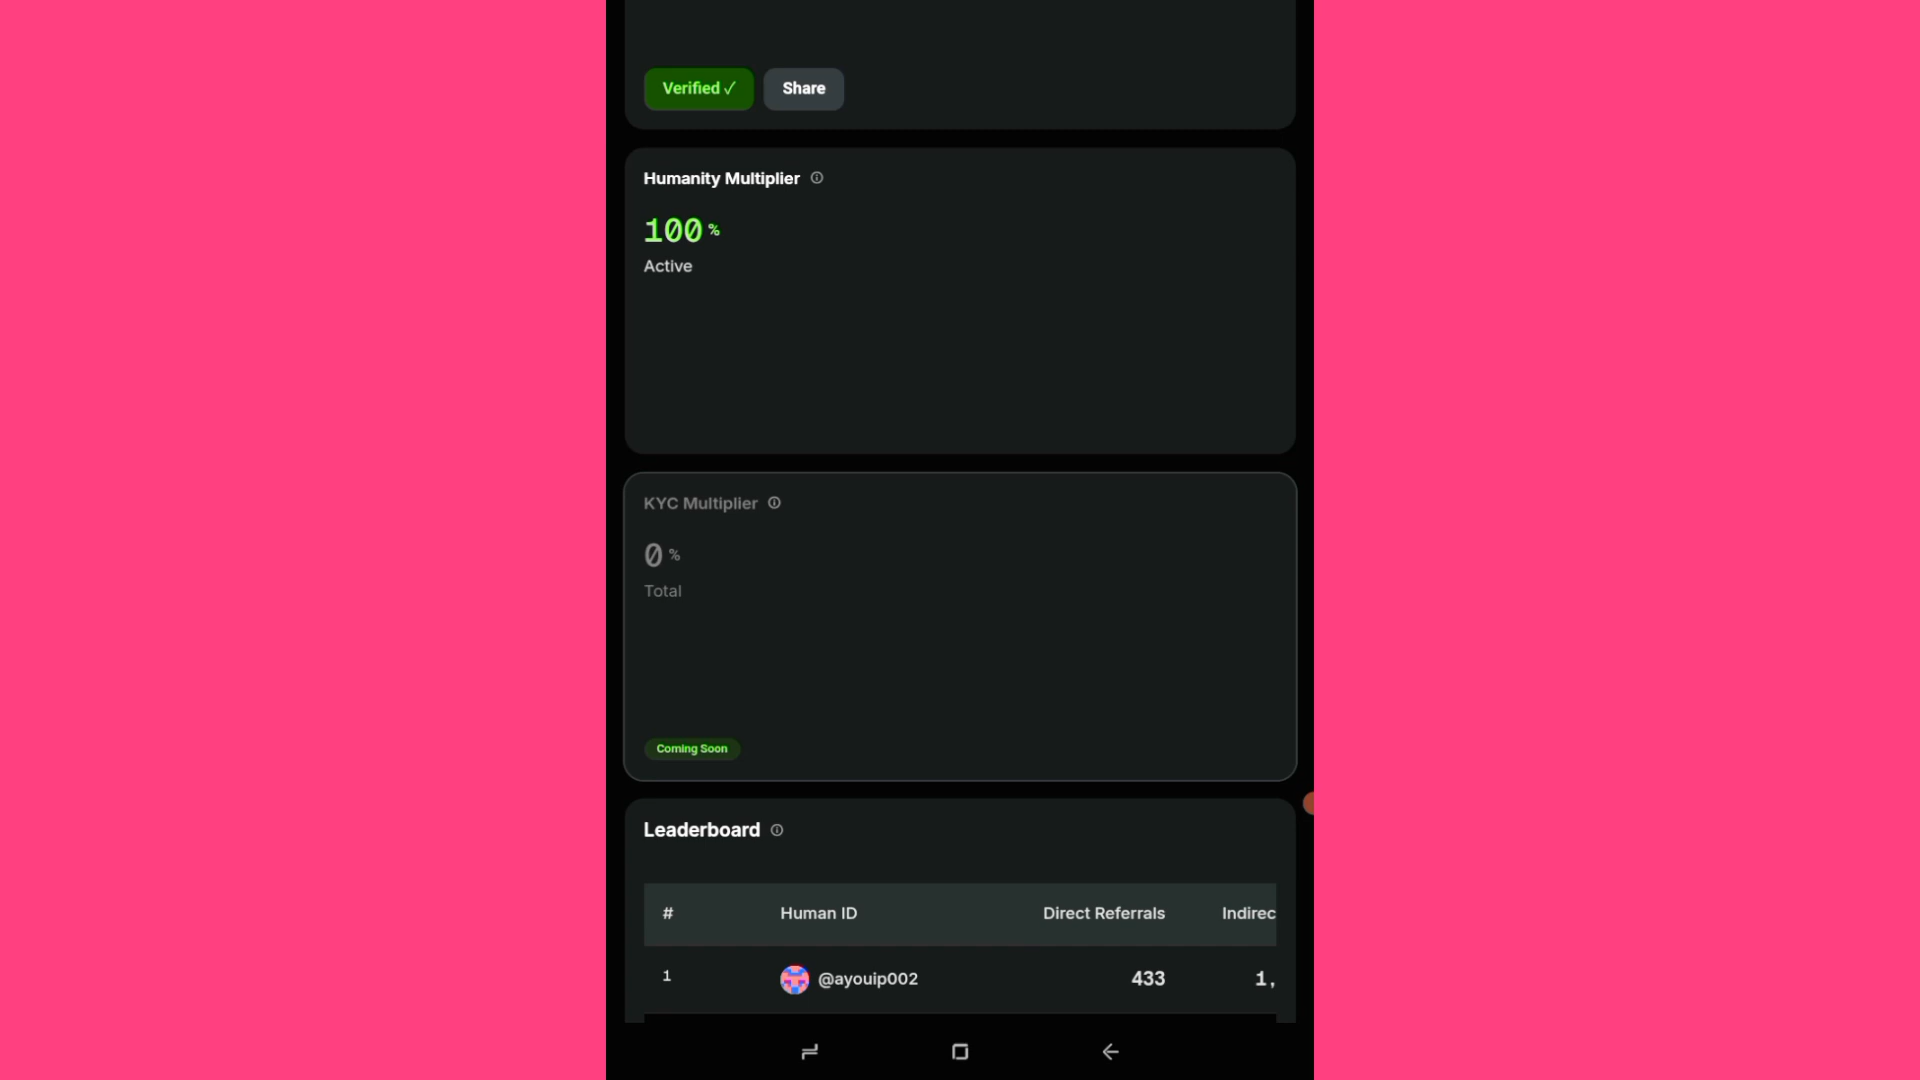 Verified ✓ Share
Humanity Multiplier
100 %
Active
KYC Multiplier
0 %
Total
Coming Soon
Leaderboard
# Human ID Direct Referrals Indirec
1 @ayouip002 433 1,